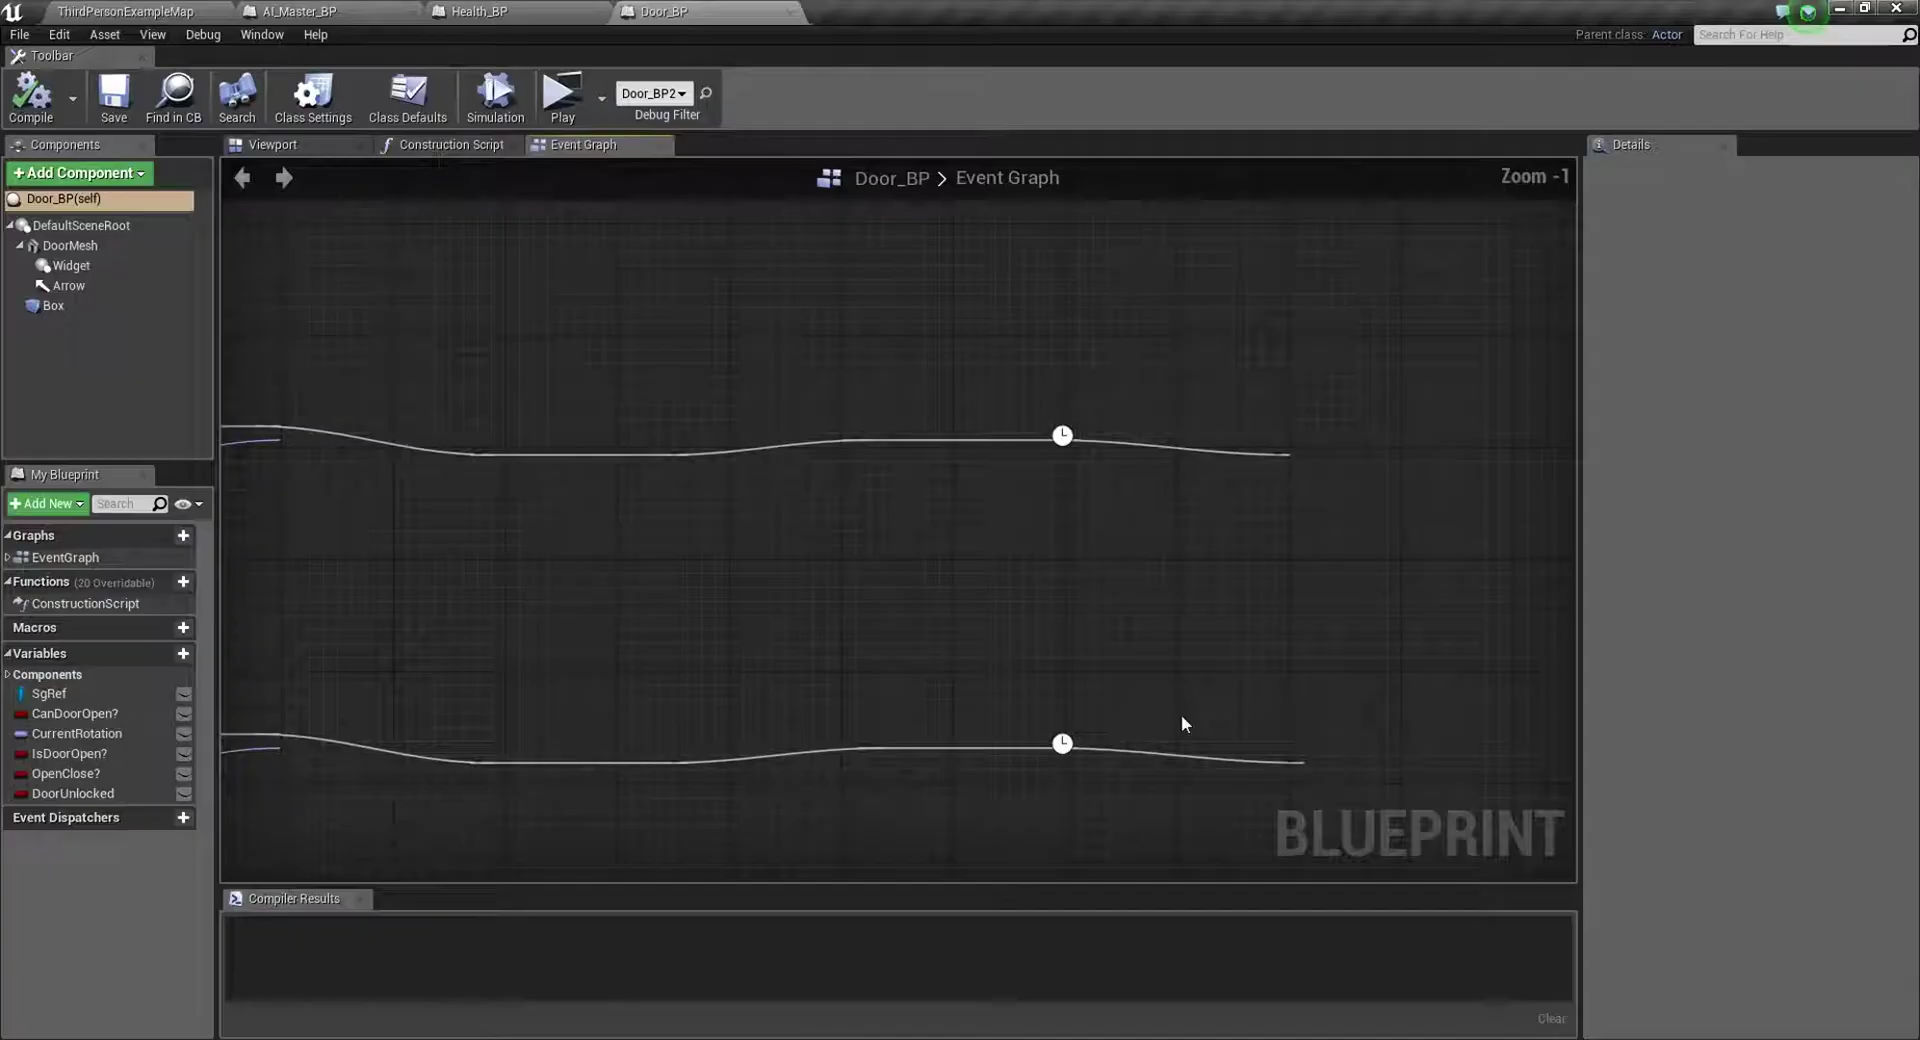 ThirdPersonExampleMap
AI_Master_BP
Health_BP
Door_BP
File Edit Asset View Debug Window Help
Parent class: Actor
Search For Help
Toolbar
Compile
Save
Find in CB
Search
Class Settings
Class Defaults
Simulation
Play
Door_BP2
Debug Filter
Components
Viewport
Construction Script
Event Graph
Details
+ Add Component
Door_BP > Event Graph
Zoom -1
Door_BP(self)
DefaultSceneRoot
DoorMesh
Widget
Arrow
Box
My Blueprint
+ Add New
Search
Graphs
EventGraph
Functions (20 Overridable)
ConstructionScript
Macros
Variables
Components
SgRef
CanDoorOpen?
CurrentRotation
IsDoorOpen?
OpenClose?
DoorUnlocked
Event Dispatchers
BLUEPRINT
Compiler Results
Clear